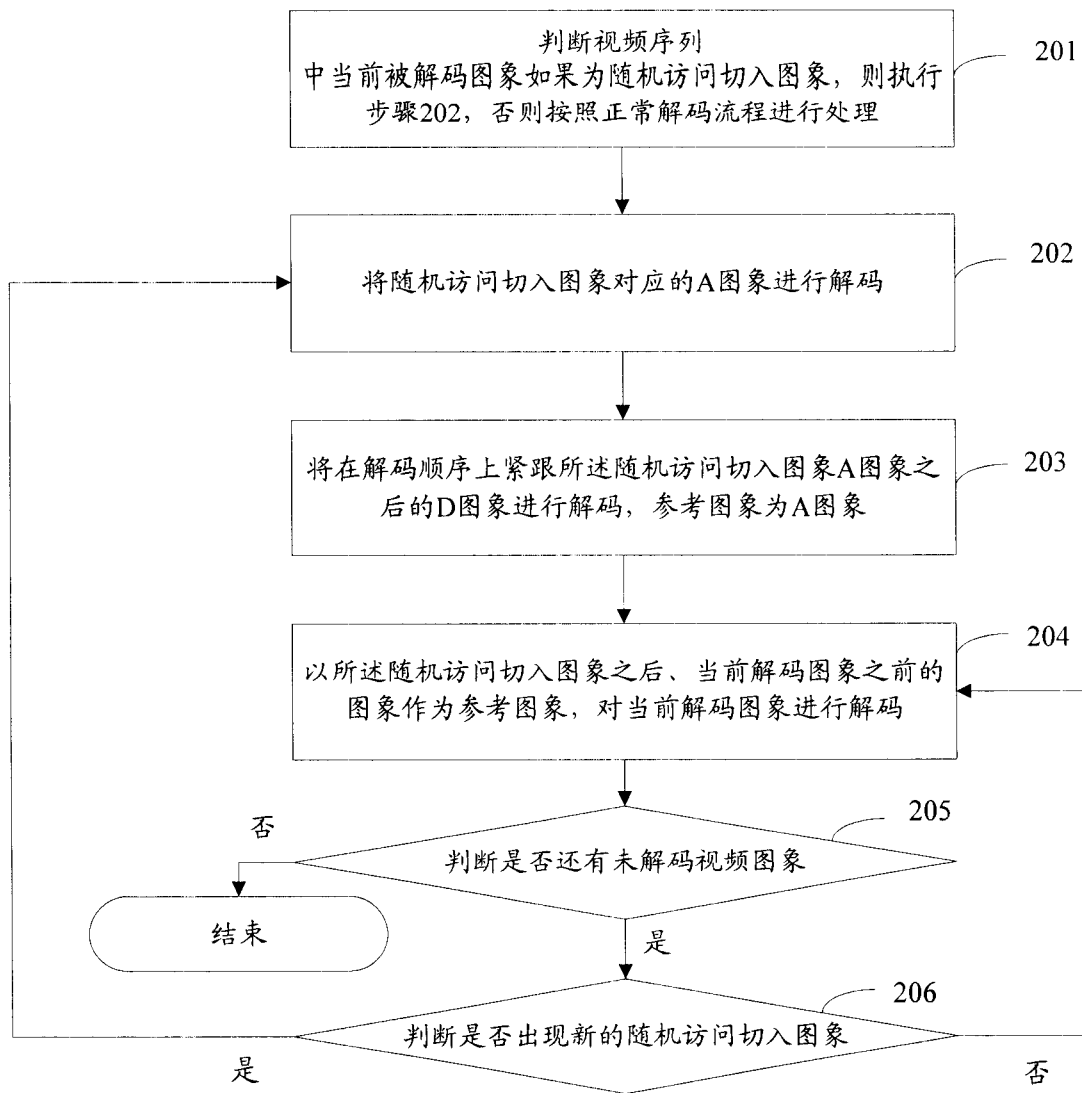 判断视频序列
中当前被解码图象如果为随机访问切入图象，则执行
步骤202，否则按照正常解码流程进行处理
201
将随机访问切入图象对应的A图象进行解码
202
将在解码顺序上紧跟所述随机访问切入图象A图象之
后的D图象进行解码，参考图象为A图象
203
以所述随机访问切入图象之后、当前解码图象之前的
图象作为参考图象，对当前解码图象进行解码
204
判断是否还有未解码视频图象
205
否
结束
是
判断是否出现新的随机访问切入图象
206
是
否